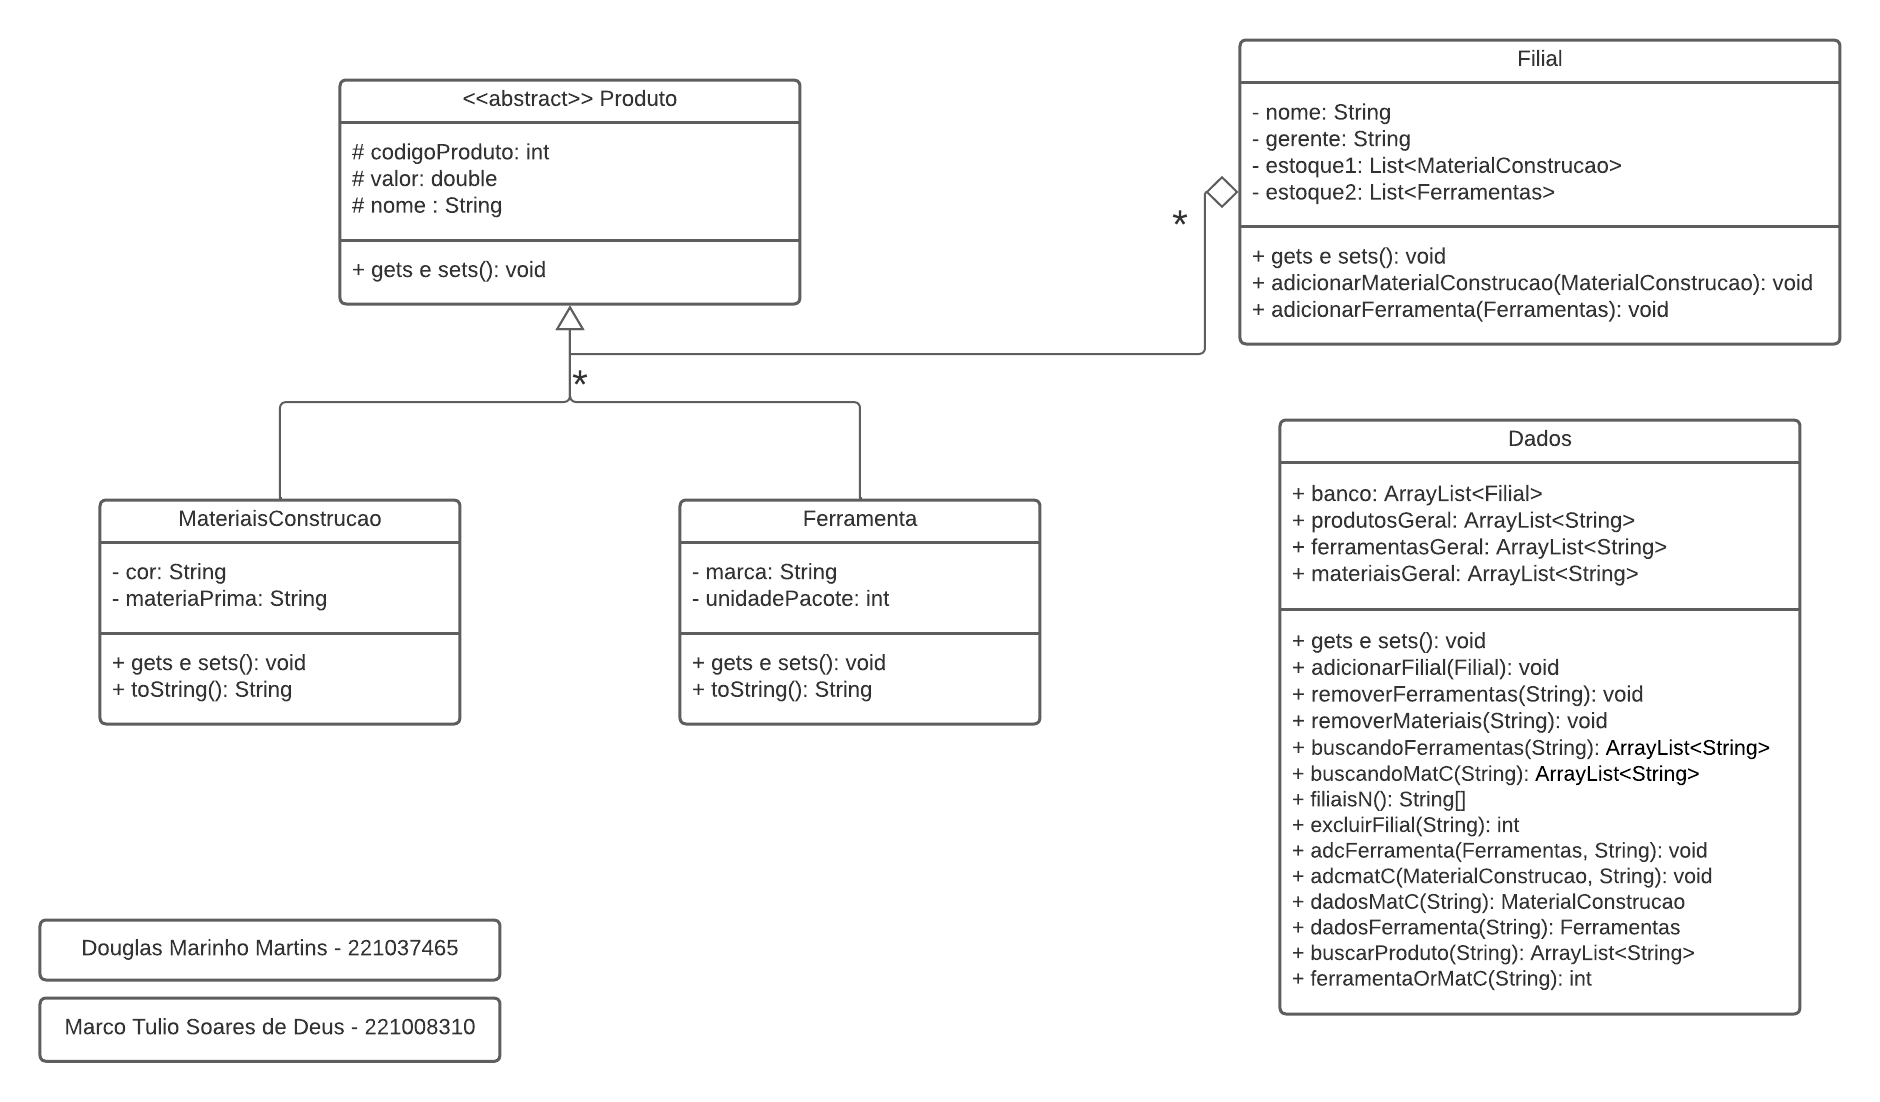 <<abstract>> Produto
# codigoProduto: int
# valor: double
# nome : String
+ gets e sets(): void
Filial
- nome: String
- gerente: String
- estoque1: List<MaterialConstrucao>
- estoque2: List<Ferramentas>
+ gets e sets(): void
+ adicionarMaterialConstrucao(MaterialConstrucao): void
+ adicionarFerramenta(Ferramentas): void
*
*
MateriaisConstrucao
- cor: String
- materiaPrima: String
+ gets e sets(): void
+ toString(): String
Ferramenta
- marca: String
- unidadePacote: int
+ gets e sets(): void
+ toString(): String
Dados
+ banco: ArrayList<Filial>
+ produtosGeral: ArrayList<String>
+ ferramentasGeral: ArrayList<String>
+ materiaisGeral: ArrayList<String>
+ gets e sets(): void
+ adicionarFilial(Filial): void
+ removerFerramentas(String): void
+ removerMateriais(String): void
+ buscandoFerramentas(String): ArrayList<String>
+ buscandoMatC(String): ArrayList<String>
+ filiaisN(): String[]
+ excluirFilial(String): int
+ adcFerramenta(Ferramentas, String): void
+ adcmatC(MaterialConstrucao, String): void
+ dadosMatC(String): MaterialConstrucao
+ dadosFerramenta(String): Ferramentas
+ buscarProduto(String): ArrayList<String>
+ ferramentaOrMatC(String): int
Douglas Marinho Martins - 221037465
Marco Tulio Soares de Deus - 221008310